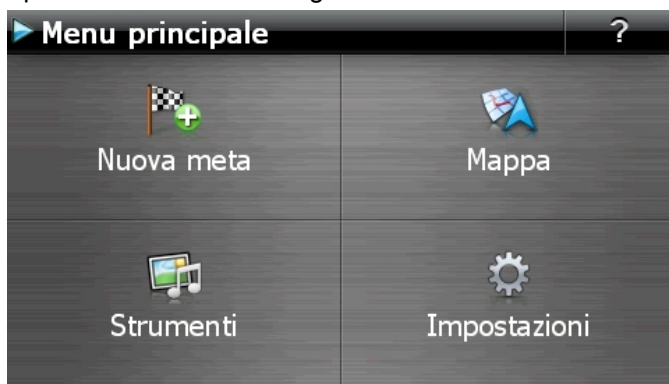 Menu principale
?
Nuova meta
Mappa
Strumenti
Impostazioni